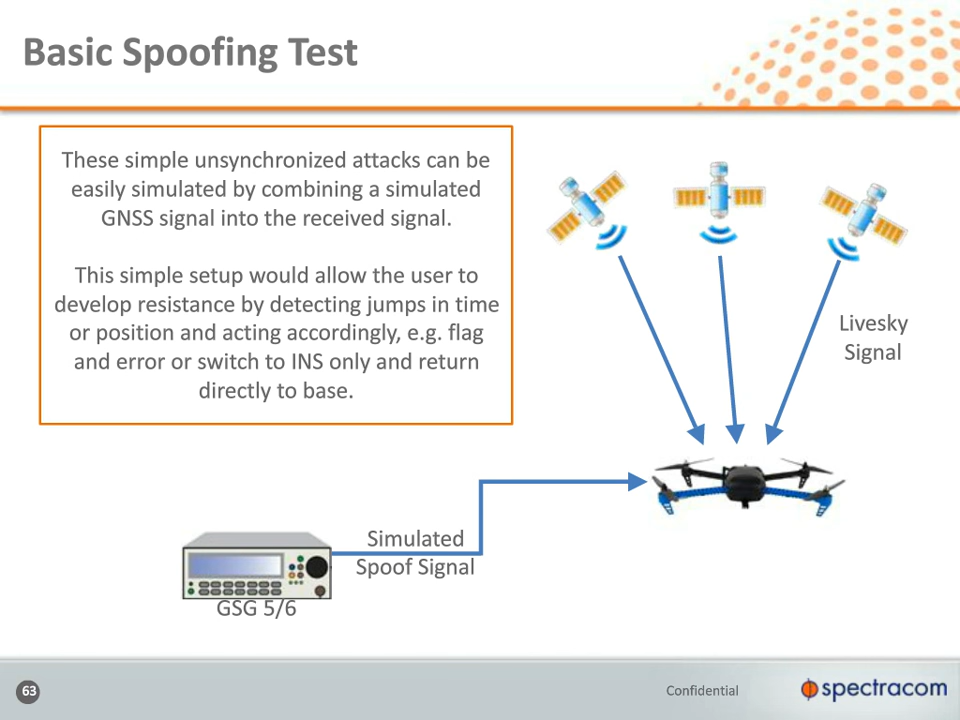 Basic Spoofing Test
These simple unsynchronized attacks can be
easily simulated by combining a simulated
GNSS signal into the received signal.
This simple setup would allow the user to
develop resistance by detecting jumps in time
or position and acting accordingly, e.g. flag
and error or switch to INS only and return
directly to base.
Livesky
Signal
Simulated
Spoof Signal
GSG 5/6
63
Confidential
spectracom